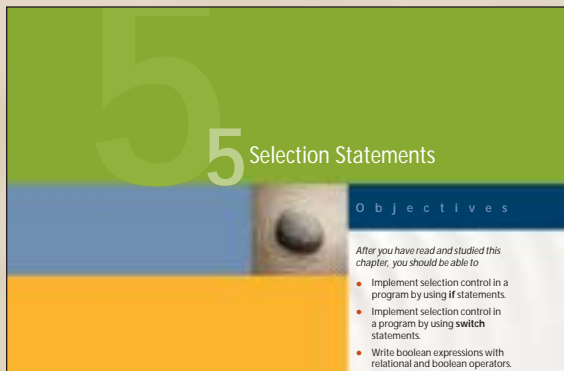 5
5 Selection Statements
Objectives
After you have read and studied this
chapter, you should be able to
• Implement selection control in a
program by using if statements.
• Implement selection control in
a program by using switch
statements.
• Write boolean expressions with
relational and boolean operators.